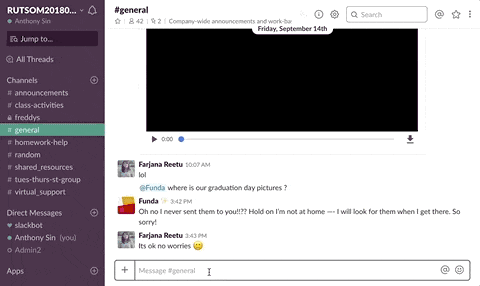 RUTSOM20180...
Anthony Sin
Jump to...
All Threads
Channels
# announcements
# class-activities
freddys
# general
# homework-help
# random
# shared_resources
# tues-thurs-st-group
# virtual_support
Direct Messages
slackbot
Anthony Sin (you)
Admin2
Apps
#general
42 | 2 | Company-wide announcements and work-ba
Search
Friday, September 14th
0:00
Farjana Reetu 10:07 AM
lol
@Funda where is our graduation day pictures ?
Funda 3:42 PM
Oh no I never sent them to you!!?? Hold on I'm not at home —- I will look for them when I get there. So
sorry!
Farjana Reetu 3:43 PM
Its ok no worries
Message #general